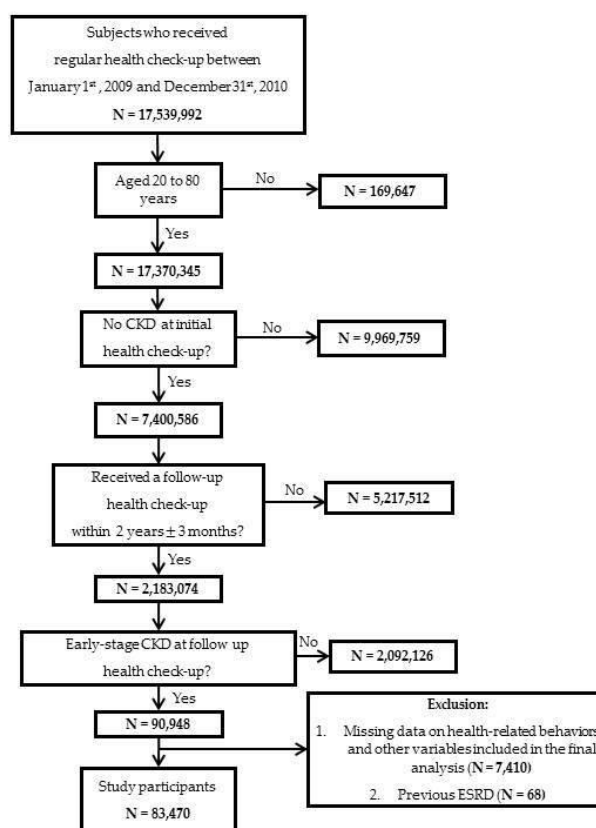 Subjects who received
regular health check-up between
January 1st, 2009 and December 31st, 2010
N = 17,539,992
Aged 20 to 80
years
No
N = 169,647
Yes
N = 17,370,345
No CKD at initial
health check-up?
No
N = 9,969,759
Yes
N = 7,400,586
Received a follow-up
health check-up
within 2 years ± 3 months?
No
N = 5,217,512
Yes
N = 2,183,074
Early-stage CKD at follow up
health check-up?
No
N = 2,092,126
Yes
N = 90,948
Exclusion:
1. Missing data on health-related behaviors
and other variables included in the final
analysis (N = 7,410)
2. Previous ESRD (N = 68)
Study participants
N = 83,470